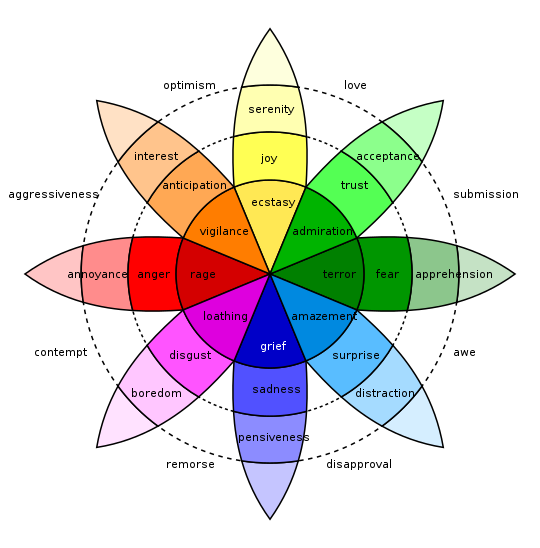 optimism
love
serenity
interest
acceptance
joy
anticipation
trust
aggressiveness
submission
ecstasy
vigilance
admiration
annoyance
anger
rage
terror
fear
apprehension
loathing
amazement
grief
contempt
disgust
surprise
awe
sadness
boredom
distraction
pensiveness
remorse
disapproval